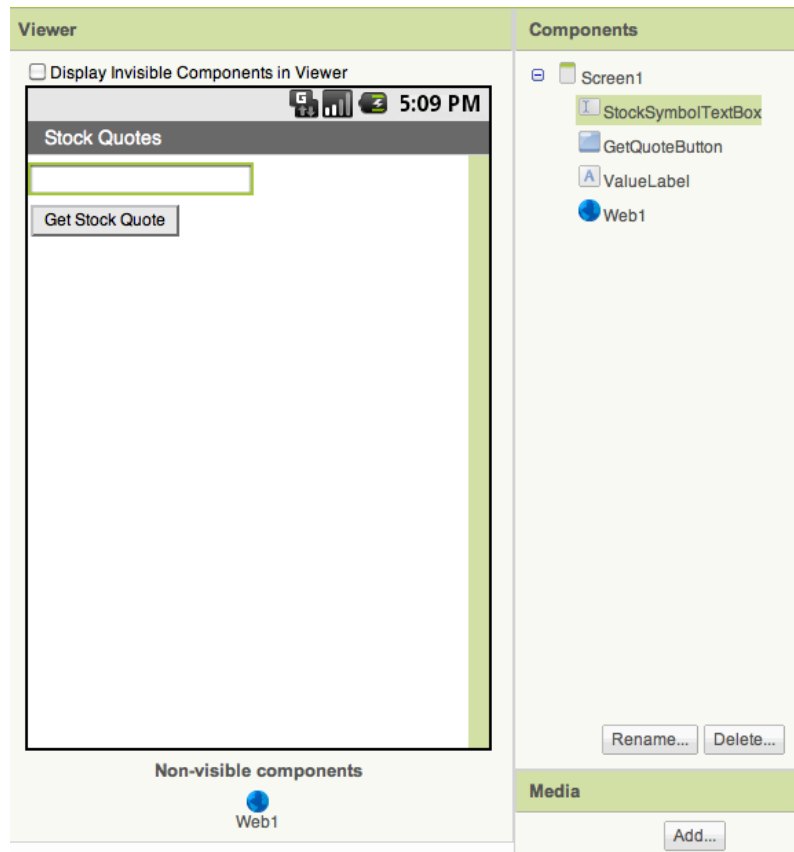 Viewer
Display Invisible Components in Viewer
G 5:09 PM
Stock Quotes
Get Stock Quote
Non-visible components
Web1
Components
Screen1
StockSymbolTextBox
GetQuoteButton
A ValueLabel
Web1
Rename... Delete...
Media
Add...